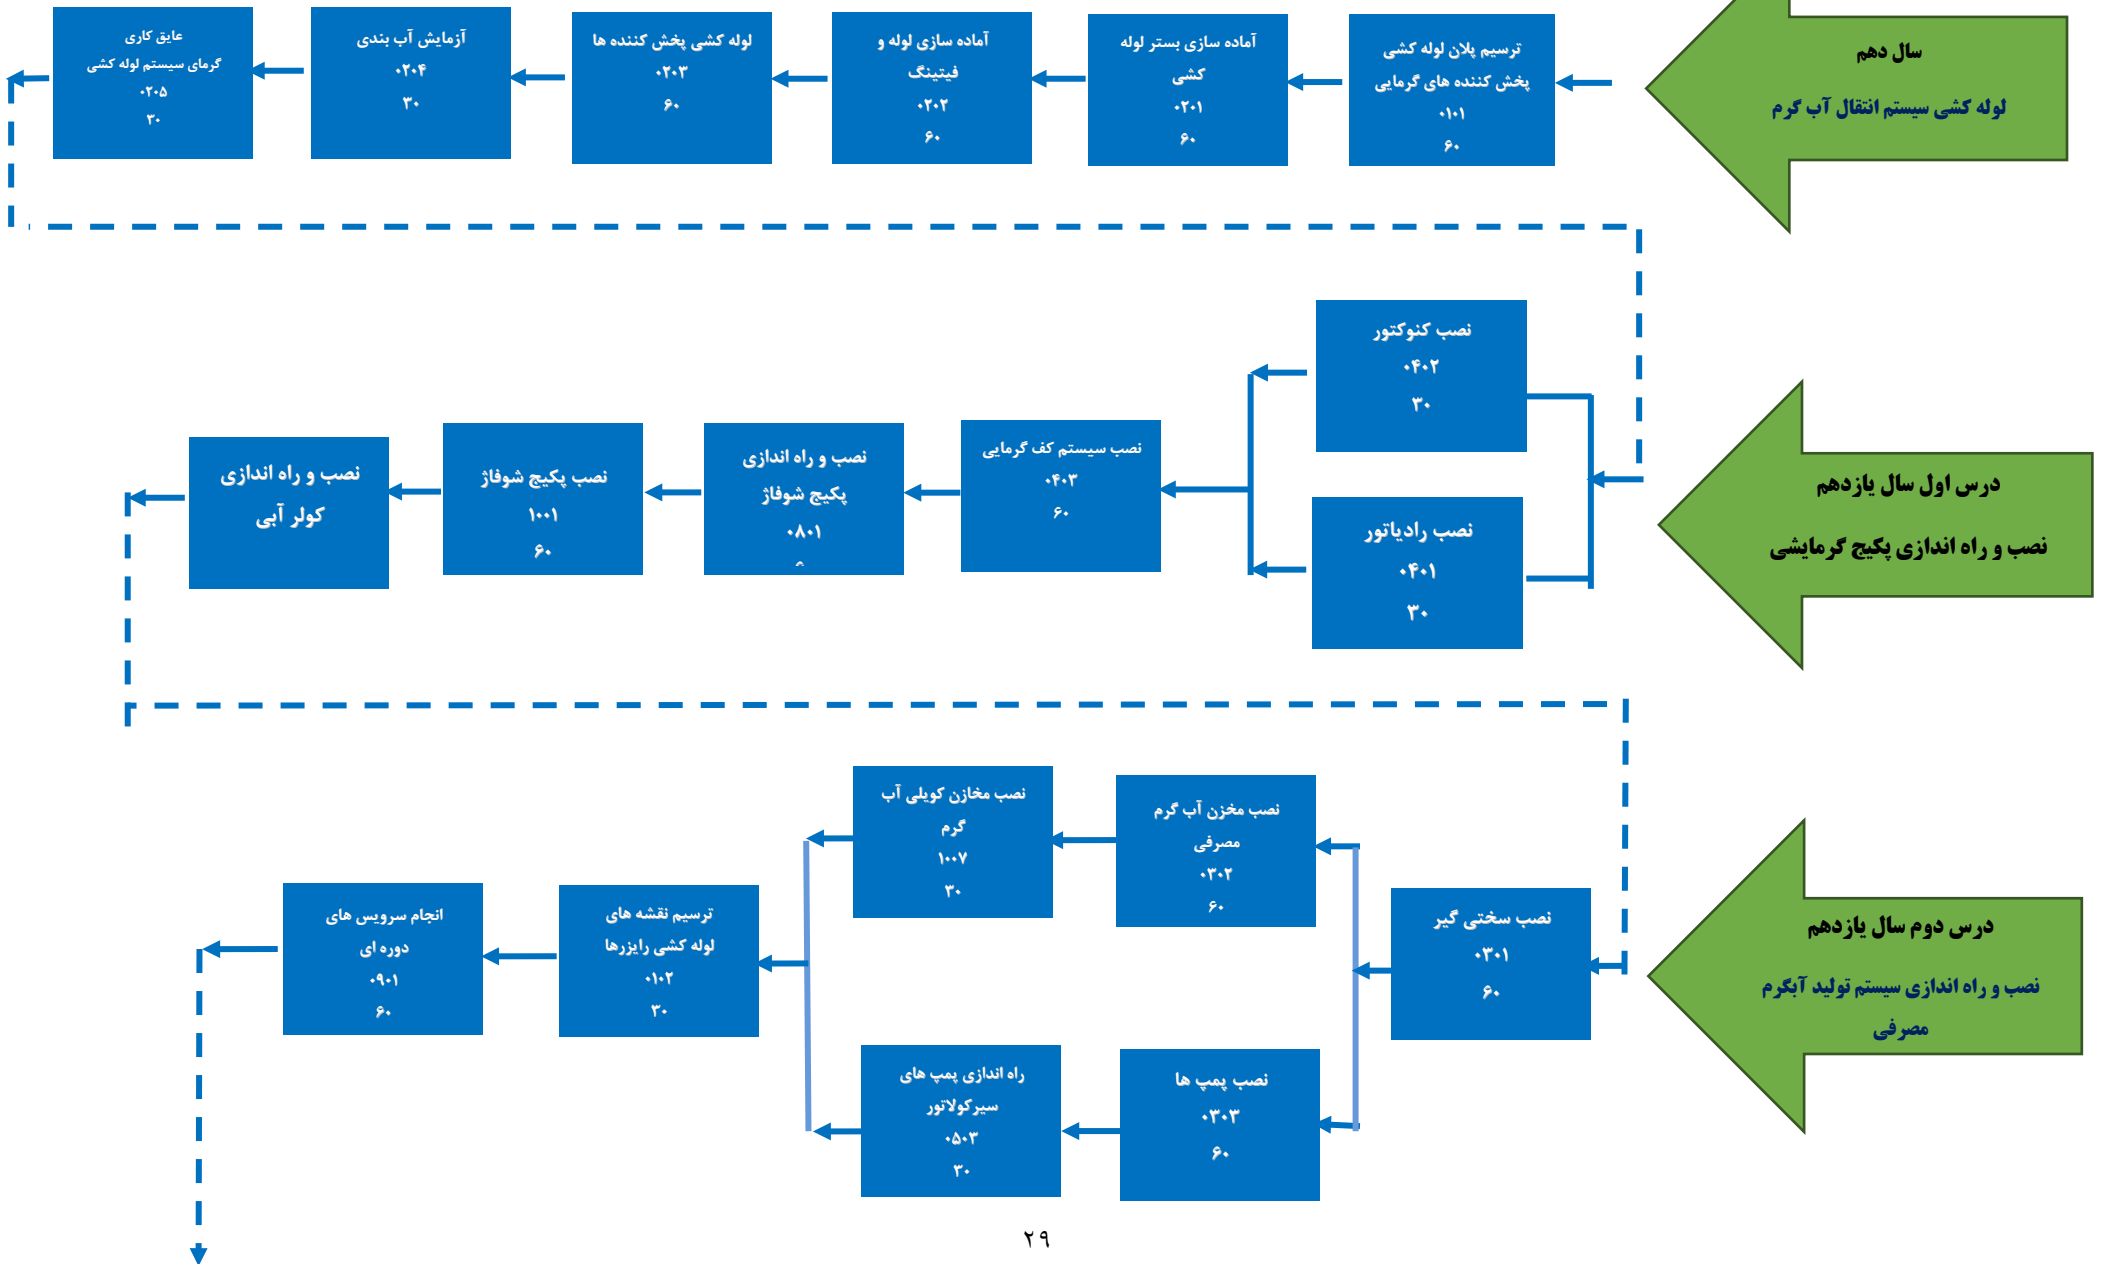 سال دهم
لوله کشی سیستم انتقال آب گرم
ترسیم پلان لوله کشی
پخش کننده های گرمایی
۰۱۰۱
۶۰
آماده سازی بستر لوله
کشی
۰۲۰۱
۶۰
آماده سازی لوله و
فیتینگ
۰۲۰۲
۶۰
لوله کشی پخش کننده ها
۰۲۰۳
۶۰
آزمایش آب بندی
۰۲۰۴
۳۰
عایق کاری
گرمای سیستم لوله کشی
۰۲۰۵
۳۰
درس اول سال یازدهم
نصب و راه اندازی پکیج گرمایشی
نصب کنوکتور
۰۴۰۲
۳۰
نصب رادیاتور
۰۴۰۱
۳۰
نصب سیستم کف گرمایی
۰۴۰۳
۶۰
نصب و راه اندازی
پکیج شوفاژ
۰۸۰۱
نصب پکیج شوفاژ
۱۰۰۱
۶۰
نصب و راه اندازی
کولر آبی
درس دوم سال یازدهم
نصب و راه اندازی سیستم تولید آبگرم
مصرفی
نصب سختی گیر
۰۳۰۱
۶۰
نصب مخزن آب گرم
مصرفی
۰۳۰۲
۶۰
نصب مخازن کویلی آب
گرم
۱۰۰۷
۳۰
نصب پمپ ها
۰۳۰۳
۶۰
راه اندازی پمپ های
سیرکولاتور
۰۵۰۳
۳۰
ترسیم نقشه های
لوله کشی رایزرها
۰۱۰۲
۳۰
انجام سرویس های
دوره ای
۰۹۰۱
۶۰
۲۹